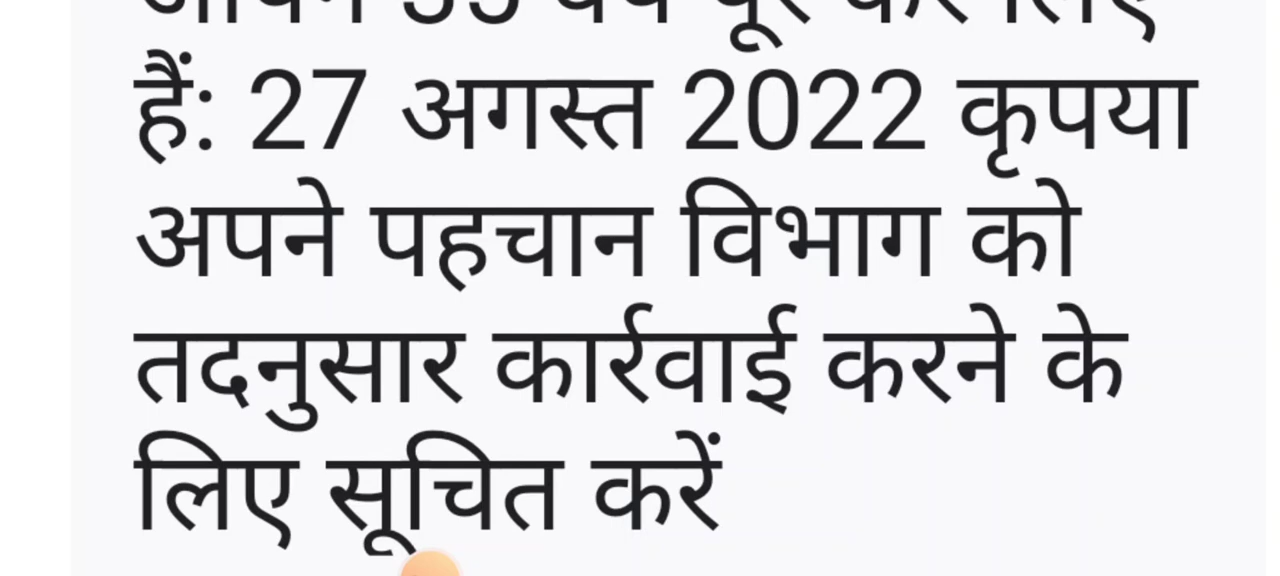 हैं: 27 अगस्त 2022 कृपया
अपने पहचान विभाग को
तदनुसार कार्रवाई करने के
लिए सूचित करें